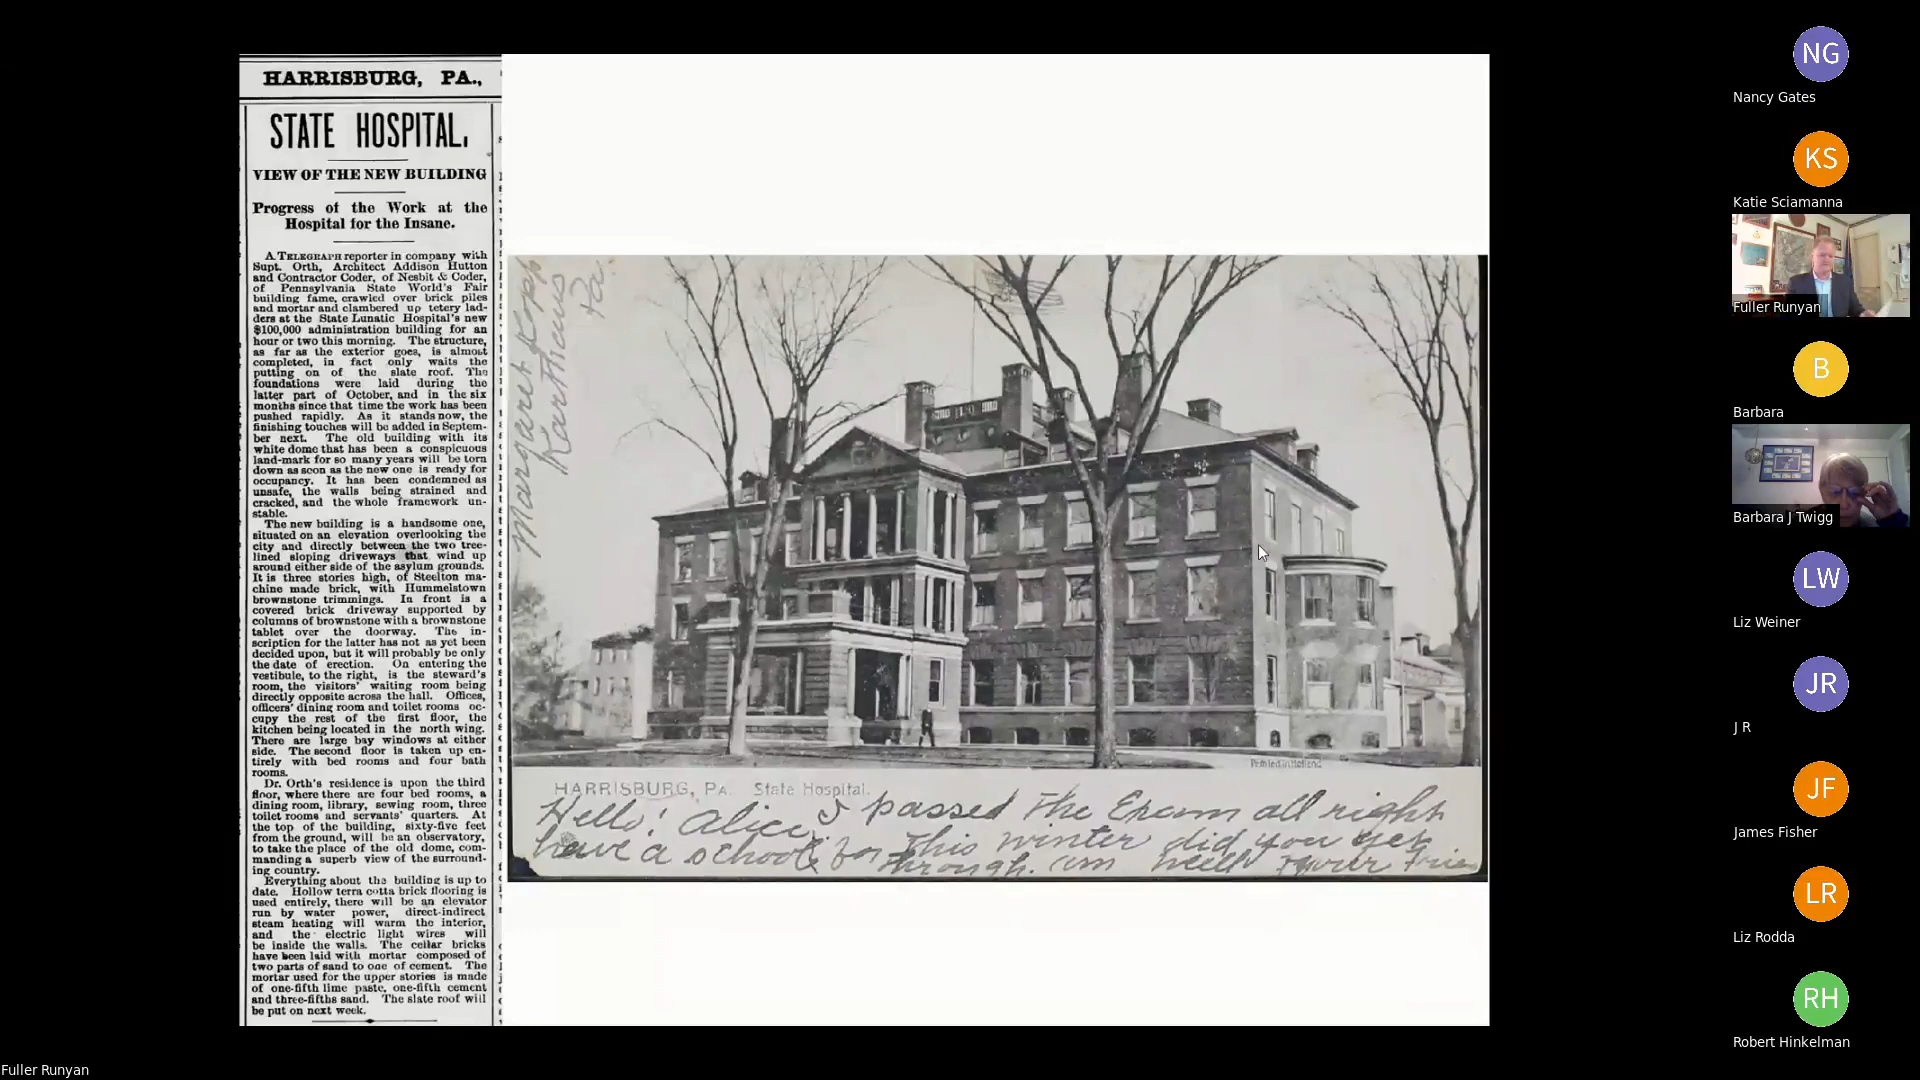 HARRISBURG, PA.,
STATE HOSPITAL.
VIEW OF THE NEW BUILDING
Progress of the Work at the
Hospital for the Insane.
A TELEGRAPH reporter in company with
Supt. Orth, Architect Addison Hutton
and Contractor Coder, of Nesbit & Coder,
of Pennsylvania State World's Fair
building fame, crawled over brick piles
and mortar and clambered up tetery lad-
ders at the State Lunatic Hospital's new
$100,000 administration building for an
hour or two this morning. The structure,
as far as the exterior goes, is almost
completed, in fact only waits the
putting on of the slate roof. The
foundations were laid during the
latter part of October, and in the six
months since that time the work has been
pushed rapidly. As it stands now, the
finishing touches will be added in Septem-
ber next. The old building with its
white dome that has been a conspicuous
land-mark for so many years will be torn
down as soon as the new one is ready for
occupancy. It has been condemned as
unsafe, the walls being strained and
cracked, and the whole framework un-
stable.
The new building is a handsome one,
situated on an elevation overlooking the
city and directly between the two tree-
lined sloping driveways that wind up
around either side of the asylum grounds.
It is three stories high, of Steelton ma-
chine made brick, with Hummelstown
brownstone trimmings. In front is a
covered brick driveway supported by
columns of brownstone with a brownstone
tablet over the doorway. The in-
scription for the latter has not as yet been
decided upon, but it will probably be only
the date of erection. On entering the
vestibule, to the right, is the steward's
room, the visitors' waiting room being
directly opposite across the hall. Offices,
officers' dining room and toilet rooms oc-
cupy the rest of the first floor, the
kitchen being located in the north wing.
There are large bay windows at either
side. The second floor is taken up en-
tirely with bed rooms and four bath
rooms.
Dr. Orth's residence is upon the third
floor, where there are four bed rooms, a
dining room, library, sewing room, three
toilet rooms and servants' quarters. At
the top of the building, sixty-five feet
from the ground, will be an observatory,
to take the place of the old dome, com-
manding a superb view of the surround-
ing country.
Everything about the building is up to
date. Hollow terra cotta brick flooring is
used entirely, there will be an elevator
run by water power, direct-indirect
steam heating will warm the interior,
and the electric light wires will
be inside the walls. The cellar bricks
have been laid with mortar composed of
two parts of sand to one of cement. The
mortar used for the upper stories is made
of one-fifth lime paste, one-fifth cement
and three-fifths sand. The slate roof will
be put on next week.
Margaret
Pa.
Printed in Holland
HARRISBURG, PA. State Hospital.
Hello! Alice, I passed The Exam all right
have a school for This winter did you get
through. am well your Frien
NG
Nancy Gates
KS
Katie Sciamanna
Fuller Runyan
B
Barbara
Barbara J Twigg
LW
Liz Weiner
JR
J R
JF
James Fisher
LR
Liz Rodda
RH
Robert Hinkelman
Fuller Runyan